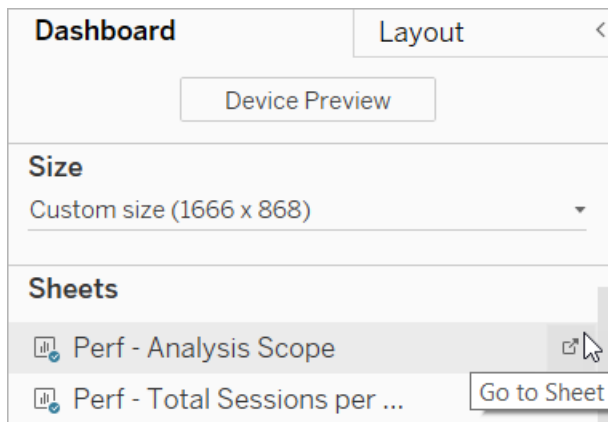 Dashboard Layout <
Device Preview
Size
Custom size (1666 x 868)
Sheets
Perf - Analysis Scope
Perf - Total Sessions per ...
Go to Sheet